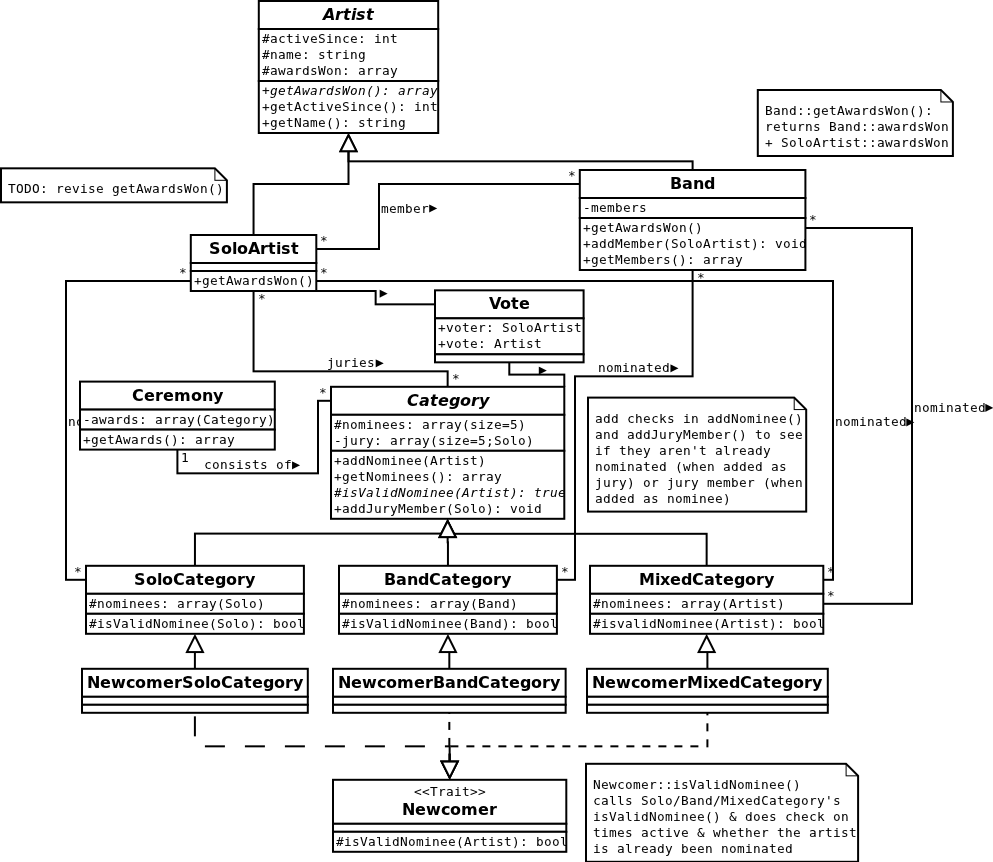 Artist
#activeSince: int
#name: string
#awardsWon: array
+getAwardsWon(): array
+getActiveSince(): int
+getName(): string
Band::getAwardsWon():
returns Band::awardsWon
+ SoloArtist::awardsWon
TODO: revise getAwardsWon()
*
Band
-members
+getAwardsWon()
+addMember(SoloArtist): void
+getMembers(): array
member▶
*
*
SoloArtist
+getAwardsWon()
*
*
*
*
▶
Vote
+voter: SoloArtist
+vote: Artist
▶
juries▶
*
nominated▶
Ceremony
-awards: array(Category)
+getAwards(): array
*
1
consists of▶
Category
#nominees: array(size=5)
-jury: array(size=5;Solo)
+addNominee(Artist)
+getNominees(): array
#isValidNominee(Artist): true
+addJuryMember(Solo): void
add checks in addNominee()
and addJuryMember() to see
if they aren't already
nominated (when added as
jury) or jury member (when
added as nominee)
nominated▶
nominated▶
*
SoloCategory
#nominees: array(Solo)
#isValidNominee(Solo): bool
BandCategory
#nominees: array(Band)
#isValidNominee(Band): bool
*
MixedCategory
#nominees: array(Artist)
#isvalidNominee(Artist): bool
*
*
NewcomerSoloCategory
NewcomerBandCategory
NewcomerMixedCategory
<<Trait>>
Newcomer
#isValidNominee(Artist): bool
Newcomer::isValidNominee()
calls Solo/Band/MixedCategory's
isValidNominee() & does check on
times active & whether the artist
is already been nominated